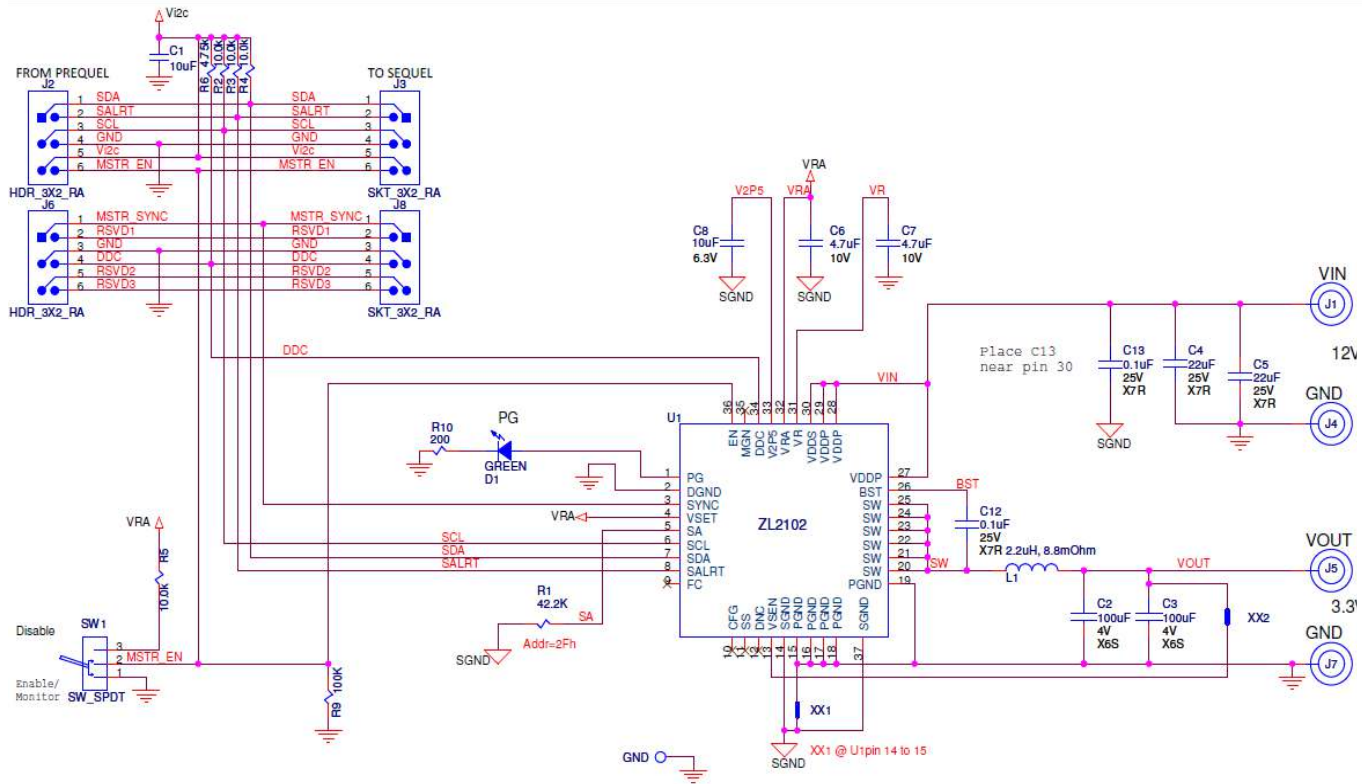 Vi2c
C1
10uF
R6 4.75k
R2 10.0k
R3 10.0k
R4 10.0k
FROM PREQUEL
J2
1 SDA
2 SALRT
3 SCL
4 GND
5 Vi2c
6 MSTR_EN
HDR_3X2_RA
TO SEQUEL
J3
SDA 1
SALRT 2
SCL 3
GND 4
Vi2c 5
MSTR_EN 6
SKT_3X2_RA
J6
1 MSTR_SYNC
2 RSVD1
3 GND
4 DDC
5 RSVD2
6 RSVD3
HDR_3X2_RA
J8
MSTR_SYNC 1
RSVD1 2
GND 3
DDC 4
RSVD2 5
RSVD3 6
SKT_3X2_RA
VRA
V2P5
VRA
VR
C8
10uF
6.3V
SGND
C6
4.7uF
10V
SGND
C7
4.7uF
10V
VIN
J1
12V
GND
J4
Place C13
near pin 30
C13
0.1uF
25V
X7R
SGND
C4
22uF
25V
X7R
C5
22uF
25V
X7R
DDC
VIN
PG
R10
200
GREEN
D1
U1
36 35 34 33 32 31 30 29 28
EN MGN DDC V2P5 VRA VR VDDS VDDP VDDP
1 PG
2 DGND
3 SYNC
4 VSET
5 SA
6 SCL
7 SDA
8 SALRT
9 FC
ZL2102
VDDP 27
BST 26
SW 25
SW 24
SW 23
SW 22
SW 21
SW 20
PGND 19
CFG SS DNC VSEN SGND PGND PGND PGND PGND SGND
10 11 12 13 14 15 16 17 18 37
VRA
SCL
SDA
SALRT
R1
42.2K
SA
SGND
Addr=2Fh
BST
C12
0.1uF
25V
X7R
SW
2.2uH, 8.8mOhm
L1
VOUT
VOUT
J5
3.3V
GND
J7
C2
100uF
4V
X6S
C3
100uF
4V
X6S
XX2
VRA
R5
10.0k
Disable
SW1
3
2 MSTR_EN
1
Enable/
Monitor
SW_SPDT
R9 100K
XX1
SGND
XX1 @ U1pin 14 to 15
GND